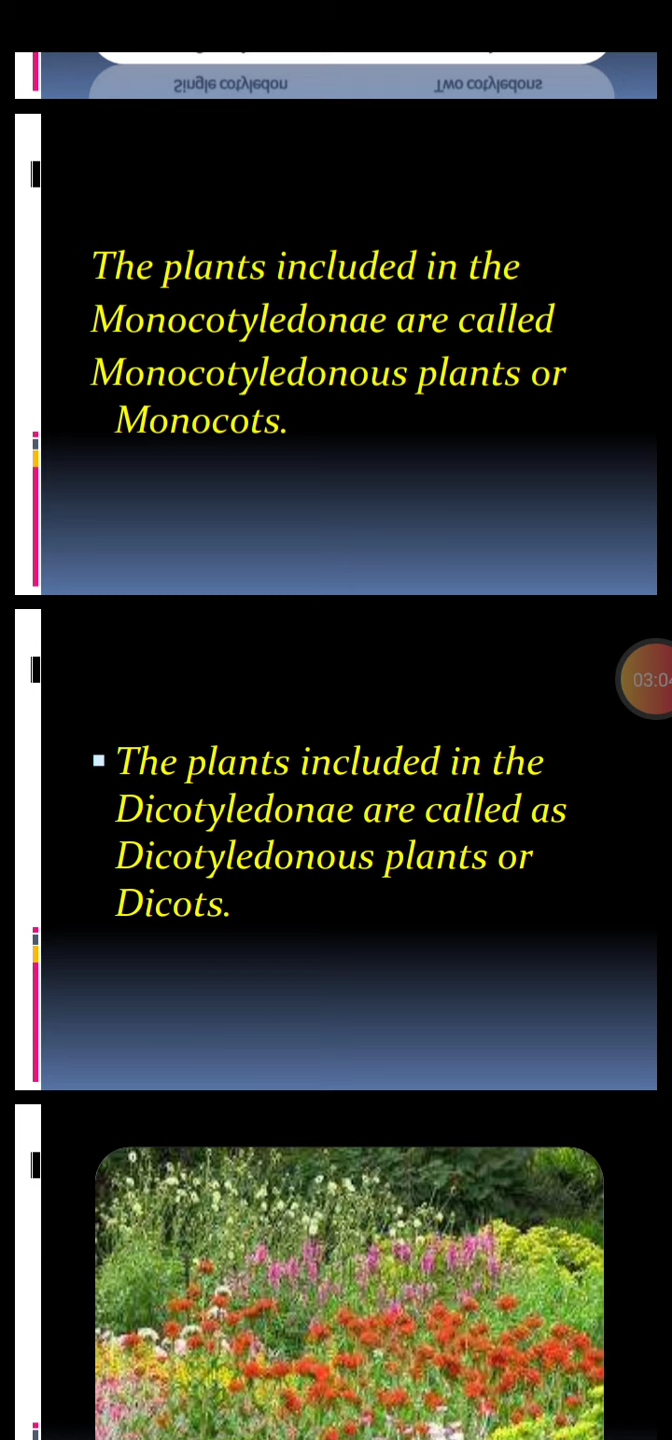 Single cotyledon Two cotyledons
The plants included in the
Monocotyledonae are called
Monocotyledonous plants or
Monocots.
03:04
▪ The plants included in the
Dicotyledonae are called as
Dicotyledonous plants or
Dicots.